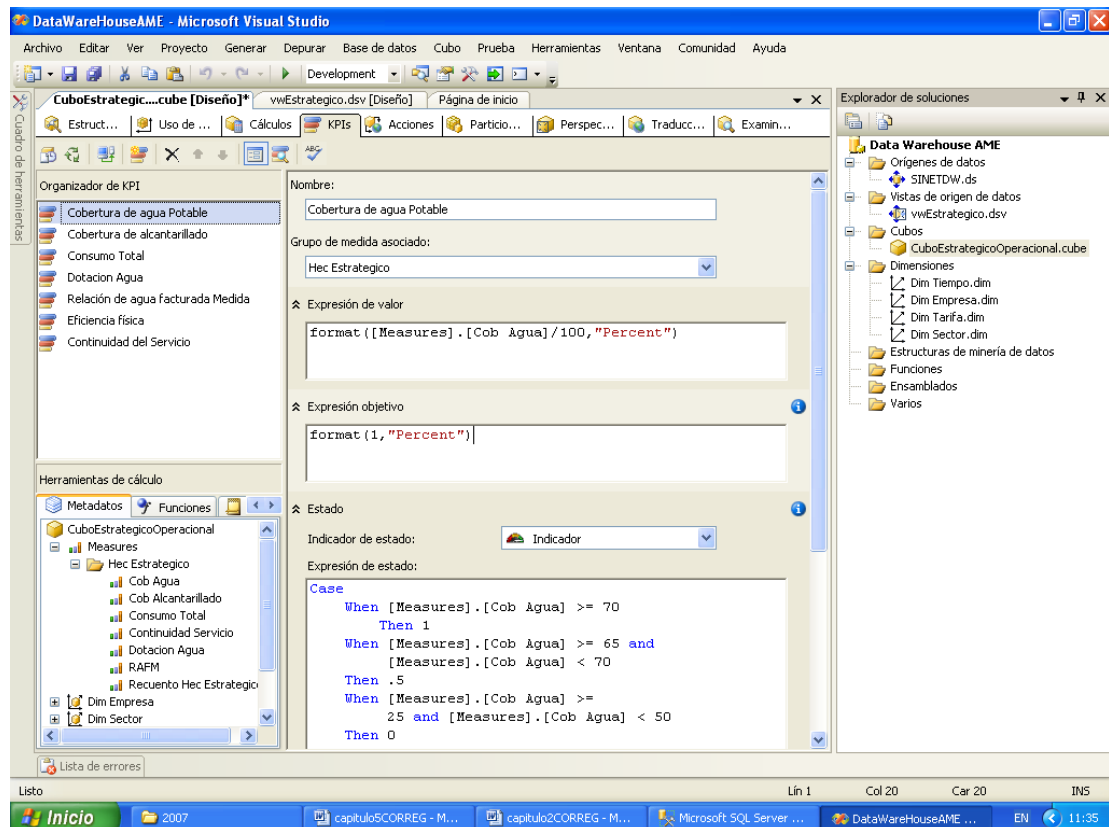 DataWareHouseAME - Microsoft Visual Studio
Archivo Editar Ver Proyecto Generar Depurar Base de datos Cubo Prueba Herramientas Ventana Comunidad Ayuda
Development
CuboEstrategic....cube [Diseño]* vwEstrategico.dsv [Diseño] Página de inicio
Estruct... Uso de ... Cálculos KPIs Acciones Particio... Perspec... Traducc... Examin...
ABC
Cuadro de herramientas
Organizador de KPI
Cobertura de agua Potable
Cobertura de alcantarillado
Consumo Total
Dotacion Agua
Relación de agua facturada Medida
Eficiencia física
Continuidad del Servicio
Herramientas de cálculo
Metadatos Funciones
CuboEstrategicoOperacional
Measures
Hec Estrategico
Cob Agua
Cob Alcantarillado
Consumo Total
Continuidad Servicio
Dotacion Agua
RAFM
Recuento Hec Estrategico
Dim Empresa
Dim Sector
Nombre:
Cobertura de agua Potable
Grupo de medida asociado:
Hec Estrategico
Expresión de valor
format([Measures].[Cob Agua]/100,"Percent")
Expresión objetivo
format(1,"Percent")
Estado
Indicador de estado: Indicador
Expresión de estado:
Case
When [Measures].[Cob Agua] >= 70
Then 1
When [Measures].[Cob Agua] >= 65 and
[Measures].[Cob Agua] < 70
Then .5
When [Measures].[Cob Agua] >=
25 and [Measures].[Cob Agua] < 50
Then 0
Explorador de soluciones
Data Warehouse AME
Orígenes de datos
SINETDW.ds
Vistas de origen de datos
vwEstrategico.dsv
Cubos
CuboEstrategicoOperacional.cube
Dimensiones
Dim Tiempo.dim
Dim Empresa.dim
Dim Tarifa.dim
Dim Sector.dim
Estructuras de minería de datos
Funciones
Ensamblados
Varios
Lista de errores
Listo Lín 1 Col 20 Car 20 INS
Inicio 2007 capitulo5CORREG - M... capitulo2CORREG - M... Microsoft SQL Server ... DataWareHouseAME ... EN 11:35